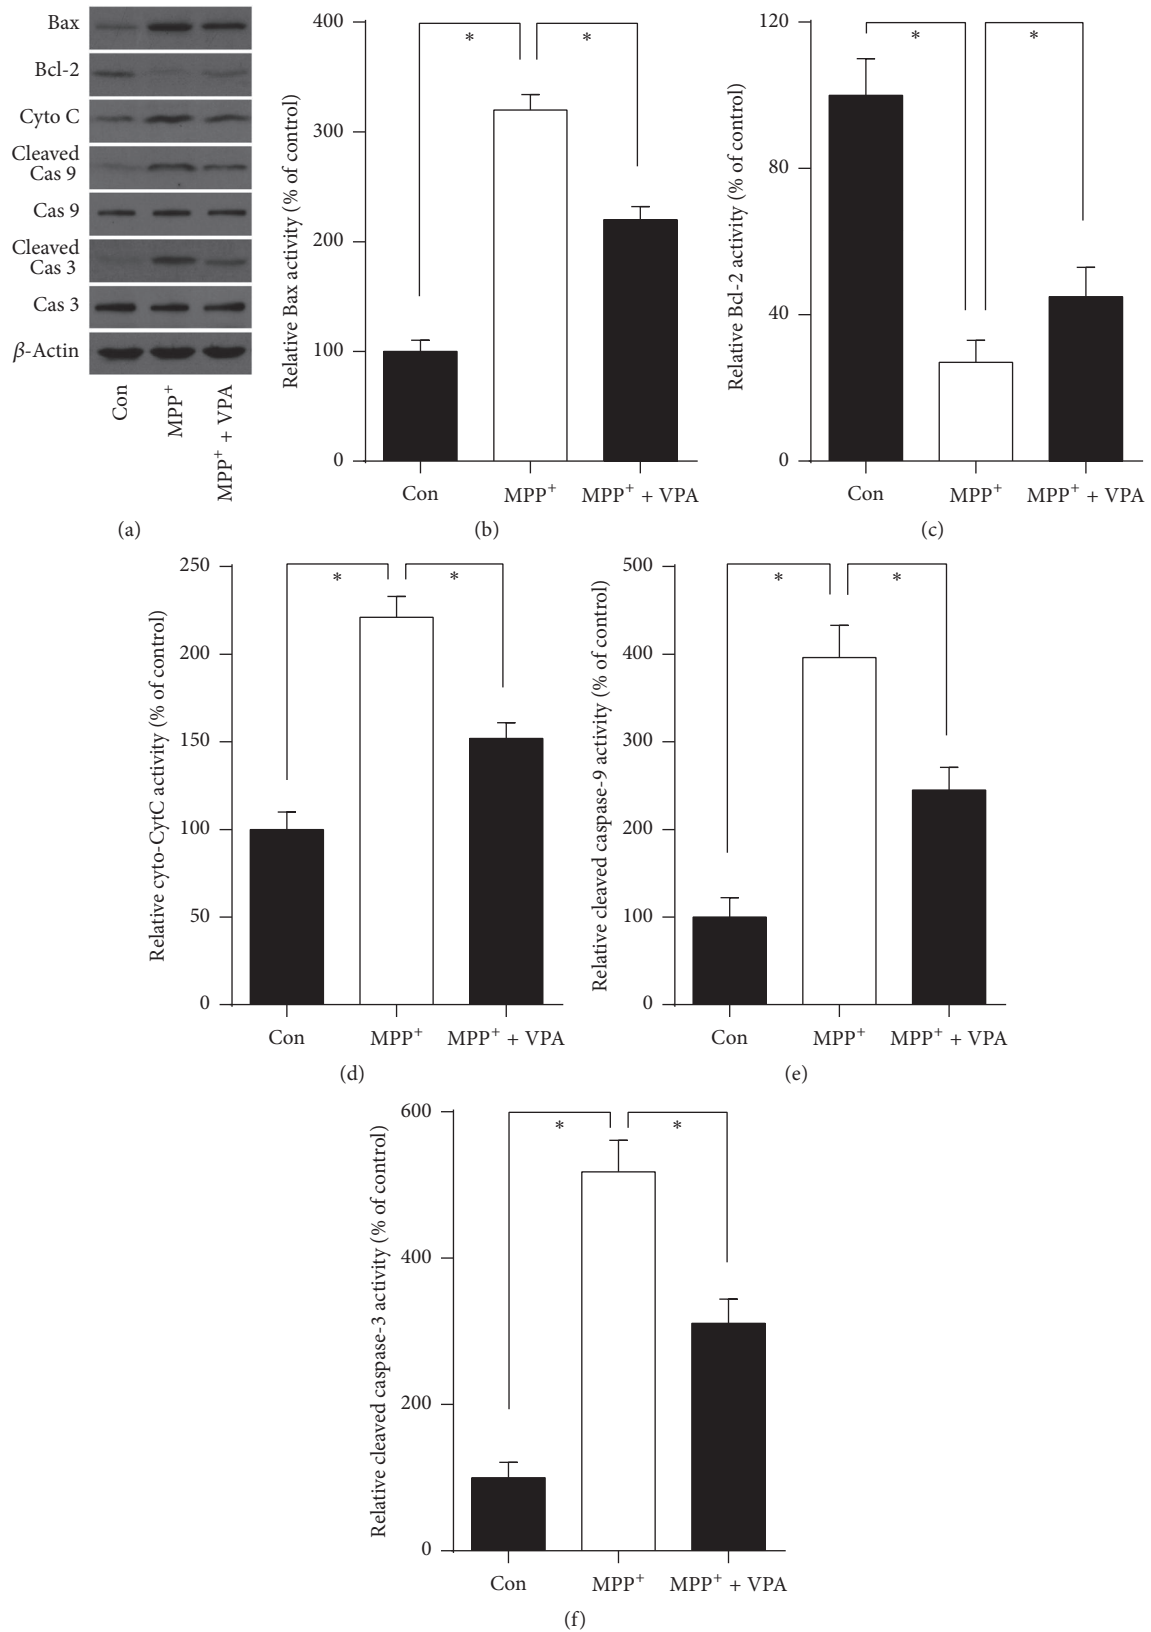 Bax
Bcl-2
Cyto C
Cleaved
Cas 9
Cas 9
Cleaved
Cas 3
Cas 3
β-Actin
Con
MPP⁺
MPP⁺ + VPA
(a)
Relative Bax activity (% of control)
400
300
200
100
0
*
*
Con
MPP⁺
MPP⁺ + VPA
(b)
Relative Bcl-2 activity (% of control)
120
80
40
0
*
*
Con
MPP⁺
MPP⁺ + VPA
(c)
Relative cyto-CytC activity (% of control)
250
200
150
100
50
0
*
*
Con
MPP⁺
MPP⁺ + VPA
(d)
Relative cleaved caspase-9 activity (% of control)
500
400
300
200
100
0
*
*
Con
MPP⁺
MPP⁺ + VPA
(e)
Relative cleaved caspase-3 activity (% of control)
600
400
200
0
*
*
Con
MPP⁺
MPP⁺ + VPA
(f)